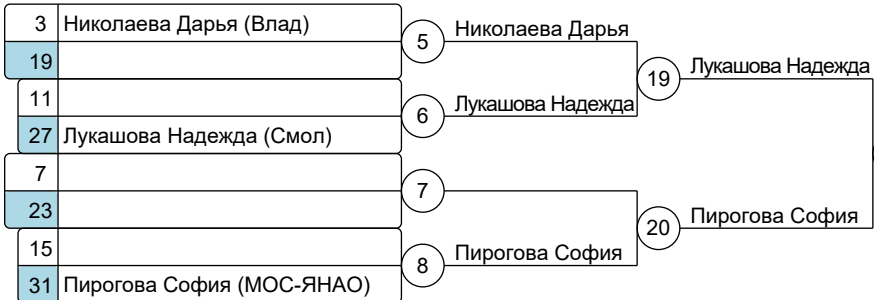 3 Николаева Дарья (Влад)
19
11
27 Лукашова Надежда (Смол)
7
23
15
31 Пирогова София (МОС-ЯНАО)
5 Николаева Дарья
6 Лукашова Надежда
7
8 Пирогова София
19 Лукашова Надежда
20 Пирогова София